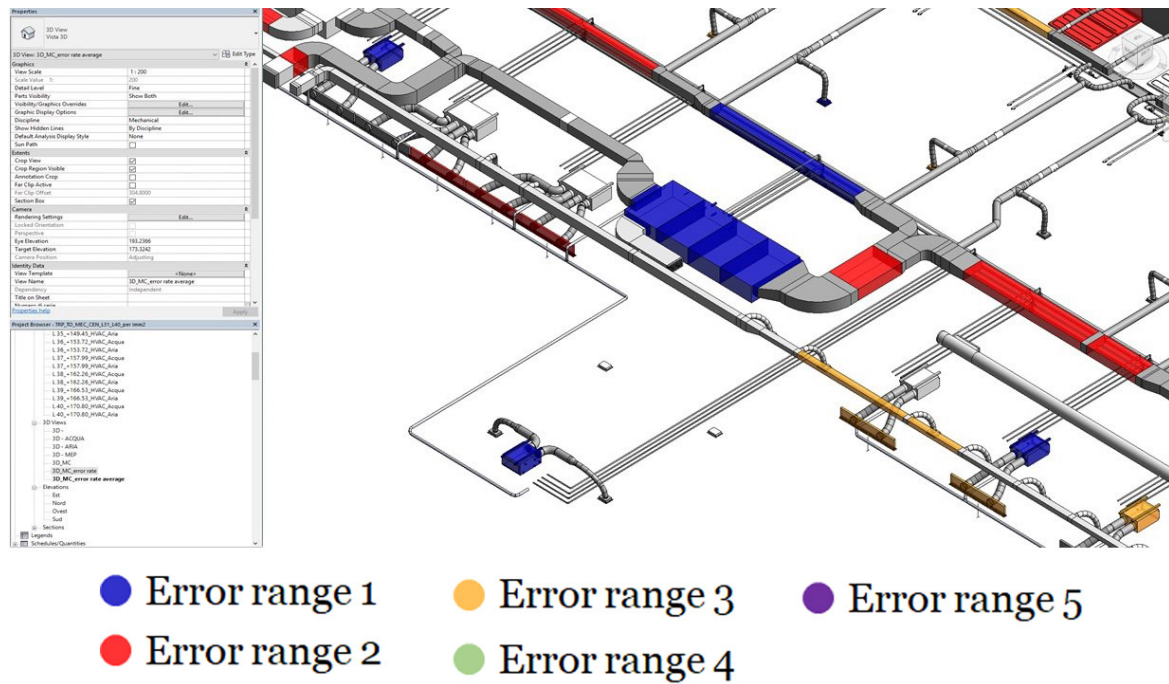 Properties
3D View
Vista 3D
3D View: 3D_MC_error rate average
Edit Type
Graphics
View Scale 1 : 200
Scale Value 1: 200
Detail Level Fine
Parts Visibility Show Both
Visibility/Graphics Overrides Edit...
Graphic Display Options Edit...
Discipline Mechanical
Show Hidden Lines By Discipline
Default Analysis Display Style None
Sun Path
Extents
Crop View
Crop Region Visible
Annotation Crop
Far Clip Active
Far Clip Offset 304.8000
Section Box
Camera
Rendering Settings Edit...
Locked Orientation
Perspective
Eye Elevation 193.2366
Target Elevation 173.3242
Camera Position Adjusting
Identity Data
View Template <None>
View Name 3D_MC_error rate average
Dependency Independent
Title on Sheet
Properties help Apply
Project Browser - TRP_TD_MEC_CEN_L31_L40_per imm2
L 35_+149.45_HVAC_Aria
L 36_+153.72_HVAC_Acqua
L 36_+153.72_HVAC_Aria
L 37_+157.99_HVAC_Acqua
L 37_+157.99_HVAC_Aria
L 38_+162.26_HVAC_Acqua
L 38_+162.26_HVAC_Aria
L 39_+166.53_HVAC_Acqua
L 39_+166.53_HVAC_Aria
L 40_+170.80_HVAC_Acqua
L 40_+170.80_HVAC_Aria
3D Views
3D -
3D - ACQUA
3D - ARIA
3D - MEP
3D_MC
3D_MC_error rate
3D_MC_error rate average
Elevations
Est
Nord
Ovest
Sud
Sections
Legends
Schedules/Quantities
Error range 1
Error range 3
Error range 5
Error range 2
Error range 4